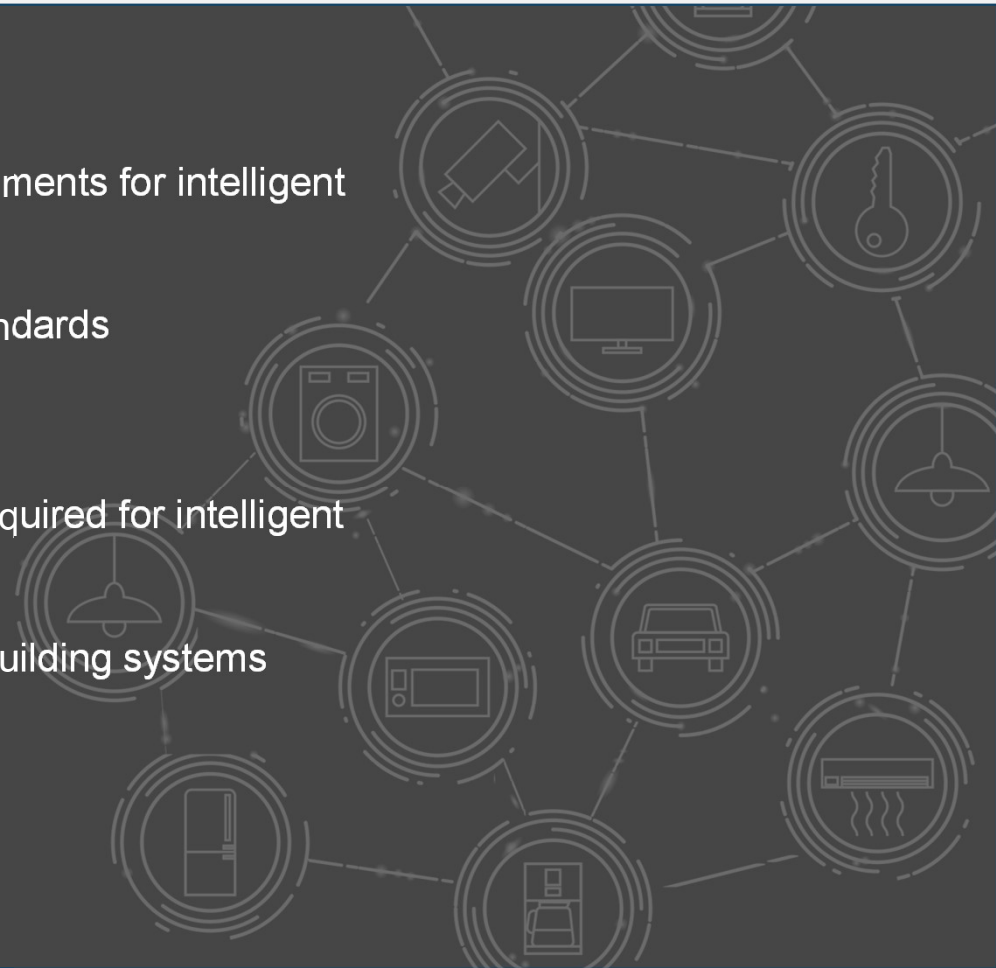 ments for intelligent
ndards
quired for intelligent
uilding systems